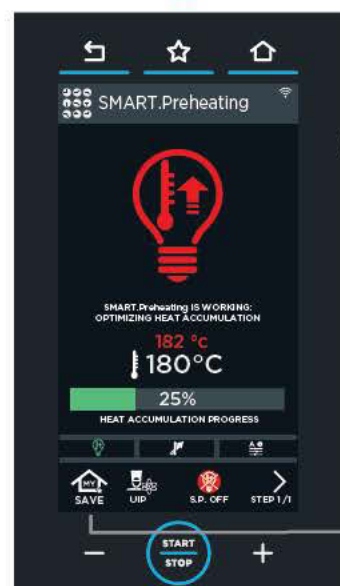 SMART.Preheating
SMART.Preheating IS WORKING:
OPTIMIZING HEAT ACCUMULATION
182 °c
180°C
25%
HEAT ACCUMULATION PROGRESS
MY
SAVE
UIP
S.P. OFF
STEP 1/1
START
STOP